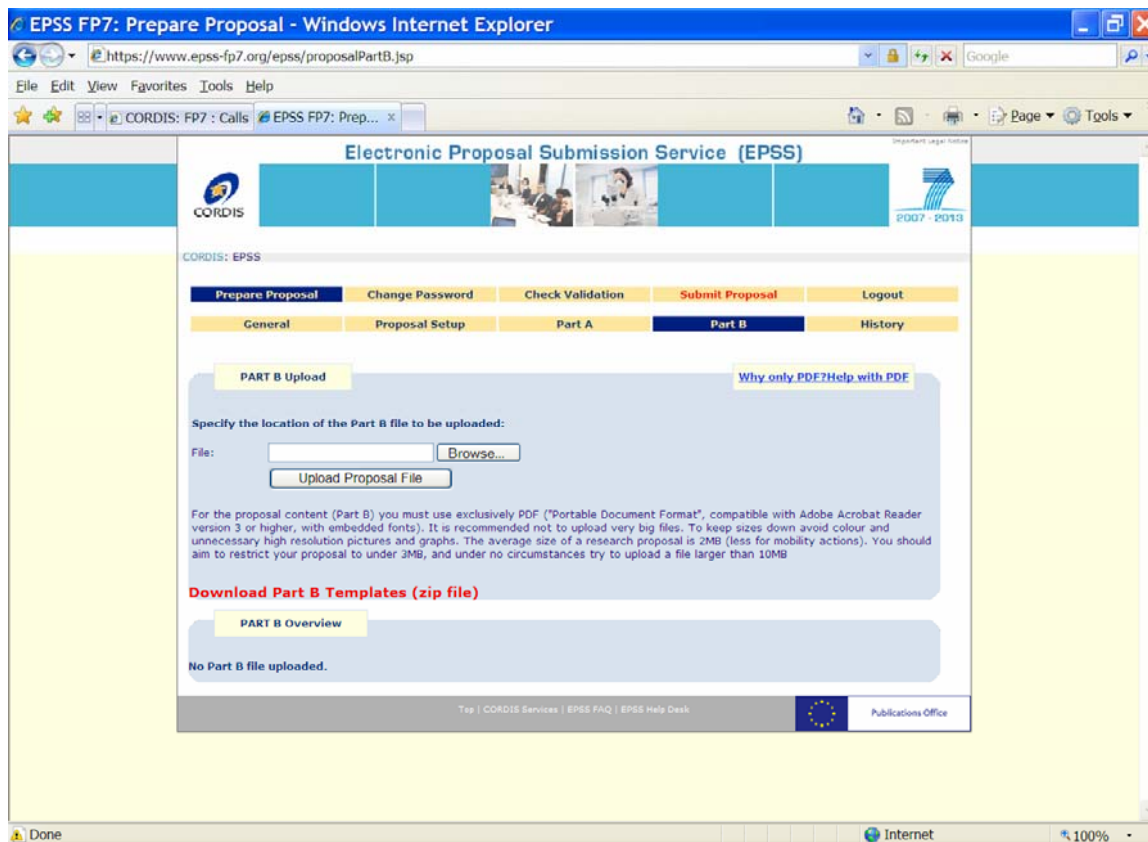 EPSS FP7: Prepare Proposal - Windows Internet Explorer
https://www.epss-fp7.org/epss/proposalPartB.jsp
Google
File Edit View Favorites Tools Help
CORDIS: FP7 : Calls EPSS FP7: Prep... x
Page Tools
Important Legal Notice
Electronic Proposal Submission Service (EPSS)
CORDIS
2007 - 2013
CORDIS: EPSS
Prepare Proposal Change Password Check Validation Submit Proposal Logout
General Proposal Setup Part A Part B History
PART B Upload Why only PDF?Help with PDF
Specify the location of the Part B file to be uploaded:
File: Browse...
Upload Proposal File
For the proposal content (Part B) you must use exclusively PDF ("Portable Document Format", compatible with Adobe Acrobat Reader
version 3 or higher, with embedded fonts). It is recommended not to upload very big files. To keep sizes down avoid colour and
unnecessary high resolution pictures and graphs. The average size of a research proposal is 2MB (less for mobility actions). You should
aim to restrict your proposal to under 3MB, and under no circumstances try to upload a file larger than 10MB
Download Part B Templates (zip file)
PART B Overview
No Part B file uploaded.
Top | CORDIS Services | EPSS FAQ | EPSS Help Desk
Publications Office
Done Internet 100%